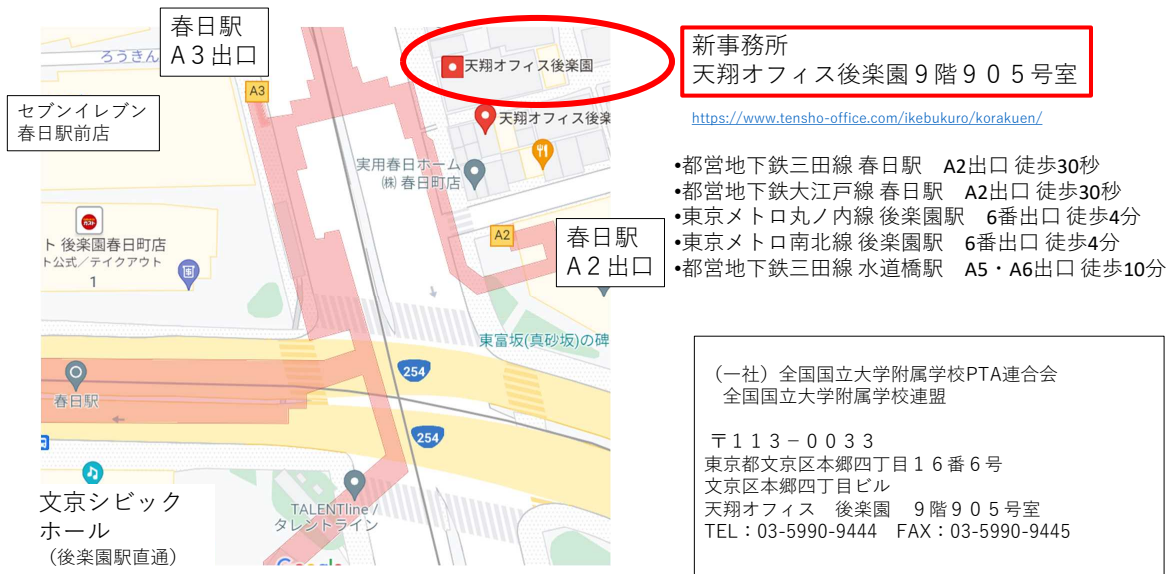 春日駅
A３出口
ろうきん
A3
セブンイレブン
春日駅前店
天翔オフィス後楽園
天翔オフィス後楽
実用春日ホーム
㈱ 春日町店
ト 後楽園春日町店
ト公式／テイクアウト
1
A2
春日駅
A２出口
東富坂(真砂坂)の碑
254
春日駅
254
文京シビック
ホール
（後楽園駅直通）
TALENTline /
タレントライン
Google
新事務所
天翔オフィス後楽園９階９０５号室
https://www.tensho-office.com/ikebukuro/korakuen/
•都営地下鉄三田線 春日駅　A2出口 徒歩30秒
•都営地下鉄大江戸線 春日駅　A2出口 徒歩30秒
•東京メトロ丸ノ内線 後楽園駅　6番出口 徒歩4分
•東京メトロ南北線 後楽園駅　6番出口 徒歩4分
•都営地下鉄三田線 水道橋駅　A5・A6出口 徒歩10分
（一社）全国国立大学附属学校PTA連合会
全国国立大学附属学校連盟
〒１１３－００３３
東京都文京区本郷四丁目１６番６号
文京区本郷四丁目ビル
天翔オフィス　後楽園　９階９０５号室
TEL：03-5990-9444　FAX：03-5990-9445